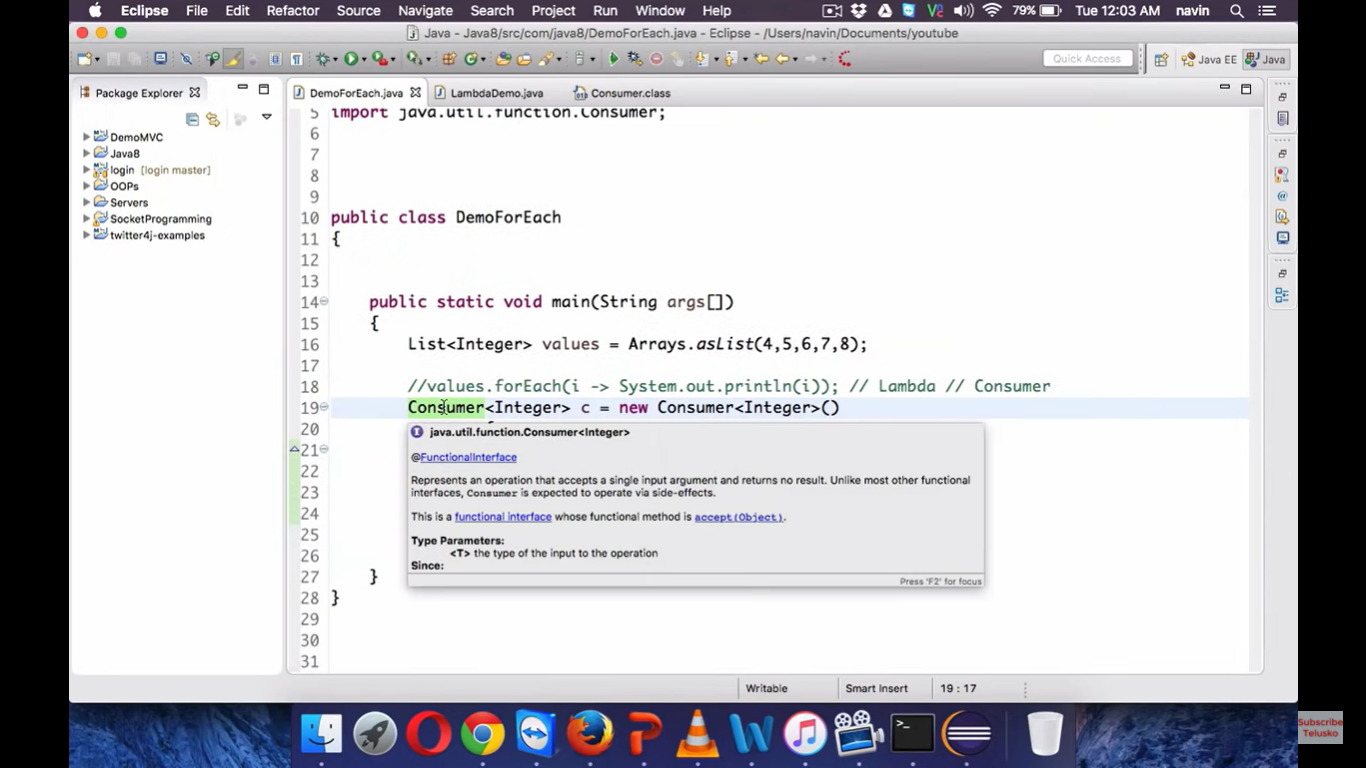 Eclipse File Edit Refactor Source Navigate Search Project Run Window Help 79% Tue 12:03 AM navin
Java - Java8/src/com/java8/DemoForEach.java - Eclipse - /Users/navin/Documents/youtube
Quick Access Java EE Java
Package Explorer
DemoForEach.java LambdaDemo.java Consumer.class
DemoMVC
Java8
login [login master]
OOPs
Servers
SocketProgramming
twitter4j-examples
5 import java.util.function.Consumer;
6
7
8
9
10 public class DemoForEach
11 {
12
13
14 public static void main(String args[])
15 {
16 List<Integer> values = Arrays.asList(4,5,6,7,8);
17
18 //values.forEach(i -> System.out.println(i)); // Lambda // Consumer
19 Consumer<Integer> c = new Consumer<Integer>()
20
21
22
23
24
25
26
27 }
28 }
29
30
31
java.util.function.Consumer<Integer>
@FunctionalInterface
Represents an operation that accepts a single input argument and returns no result. Unlike most other functional
interfaces, Consumer is expected to operate via side-effects.
This is a functional interface whose functional method is accept(Object).
Type Parameters:
<T> the type of the input to the operation
Since:
Press 'F2' for focus
Writable Smart Insert 19 : 17
Subscribe
Telusko